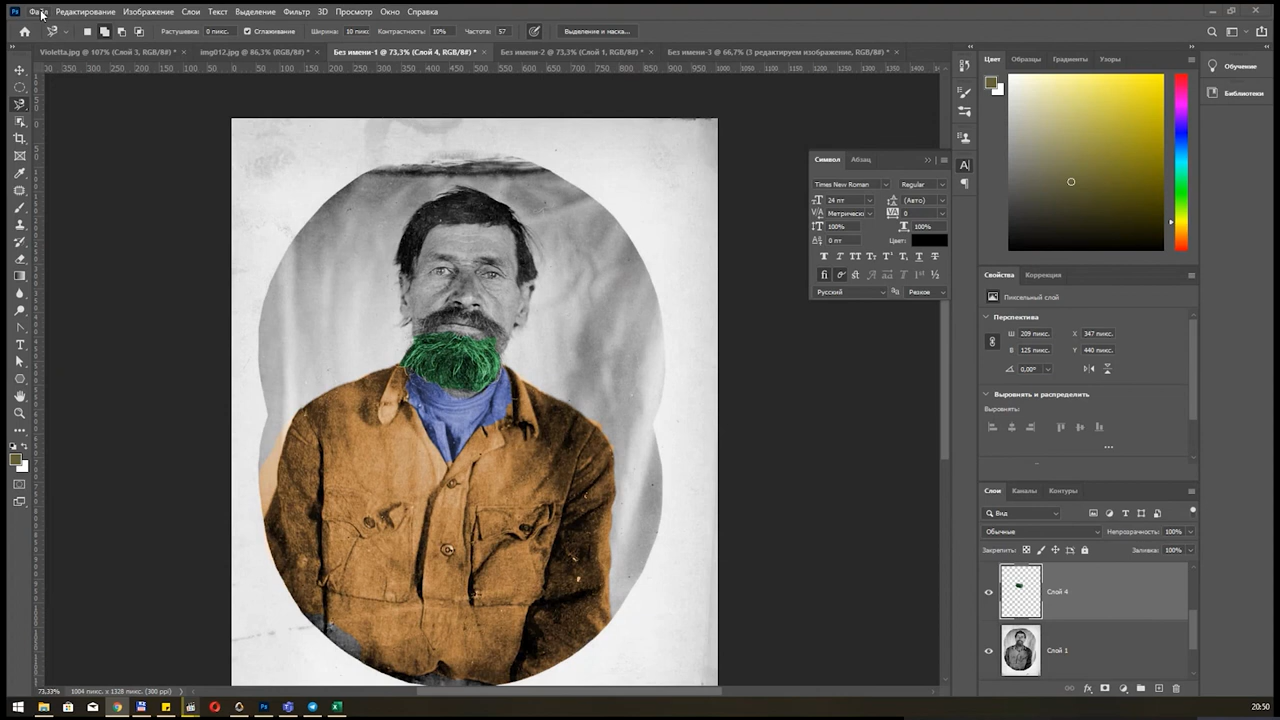 Ps Файл Редактирование Изображение Слои Текст Выделение Фильтр 3D Просмотр Окно Справка
Растушевка: 0 пикс. Сглаживание Ширина: 10 пикс Контрастность: 10% Частота: 57 Выделение и маска...
Violetta.jpg @ 107% (Слой 3, RGB/8#) * × img012.jpg @ 86,3% (RGB/8#) * × Без имени-1 @ 73,3% (Слой 4, RGB/8#) * × Без имени-2 @ 73,3% (Слой 1, RGB/8#) * × Без имени-3 @ 66,7% (3 редактируем изображение, RGB/8#) * ×
Цвет Образцы Градиенты Узоры
Обучение
Библиотеки
Символ Абзац
Times New Roman Regular
24 пт (Авто)
Метрическ 0
100% 100%
0 пт Цвет:
Русский Резкое
Свойства Коррекция
Пиксельный слой
Перспектива
Ш 209 пикс. X 347 пикс.
В 125 пикс. Y 440 пикс.
0,00°
Выровнять и распределить
Выровнять:
Слои Каналы Контуры
Вид
Обычные Непрозрачность: 100%
Закрепить: Заливка: 100%
Слой 4
Слой 1
73,33% 1004 пикс. x 1328 пикс. (300 ppi)
20:50